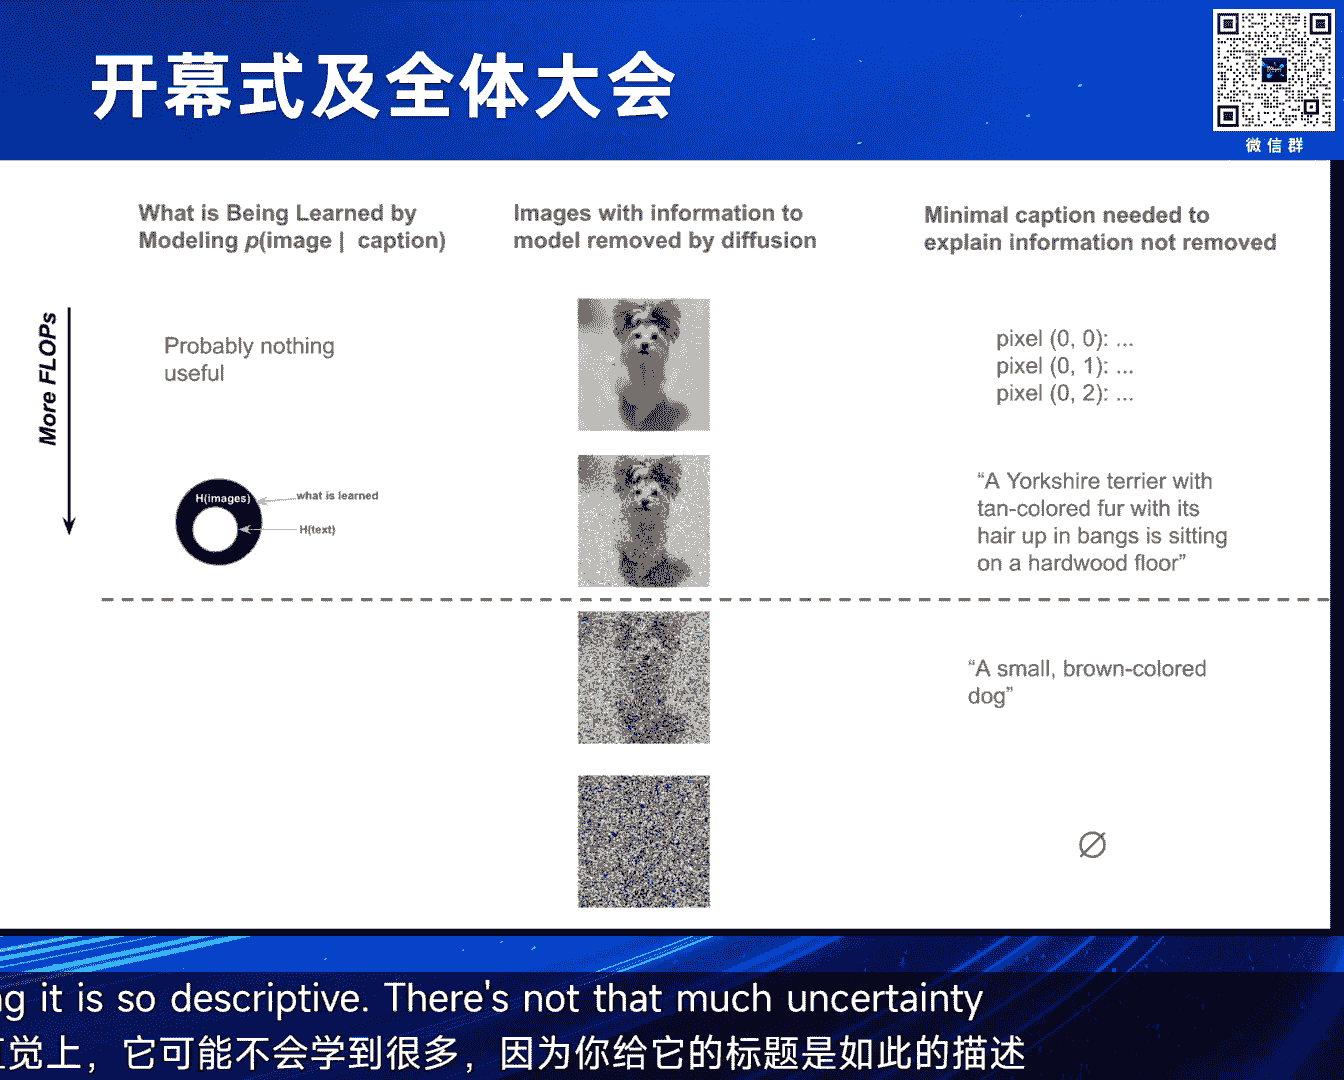 开幕式及全体大会
微信群
What is Being Learned by
Modeling p(image | caption)
Images with information to
model removed by diffusion
Minimal caption needed to
explain information not removed
More FLOPs
Probably nothing
useful
pixel (0, 0): ...
pixel (0, 1): ...
pixel (0, 2): ...
H(images)
what is learned
H(text)
“A Yorkshire terrier with
tan-colored fur with its
hair up in bangs is sitting
on a hardwood floor”
“A small, brown-colored
dog”
∅
it is so descriptive. There's not that much uncertainty
觉上，它可能不会学到很多，因为你给它的标题是如此的描述